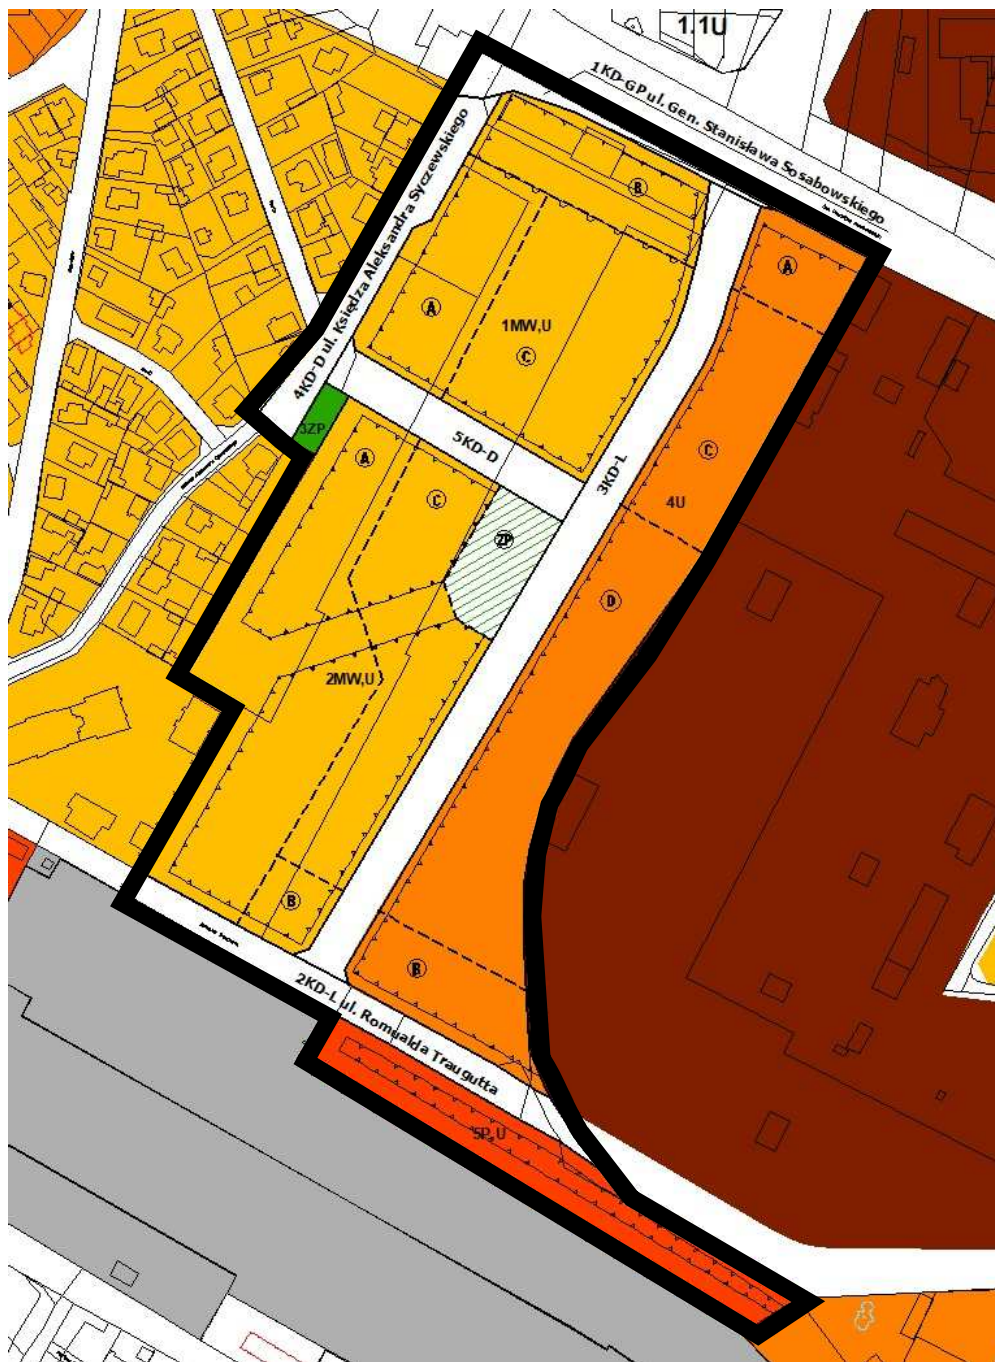 1.1U
1KD-GP ul. Gen. Stanisława Sosabowskiego
4KD-D ul. Księdza Aleksandra Syczewskiego
B
A
A
1MW,U
C
3ZP
5KD-D
3KD-L
A
C
C
4U
ZP
D
2MW,U
B
B
2KD-L ul. Romualda Traugutta
5P,U